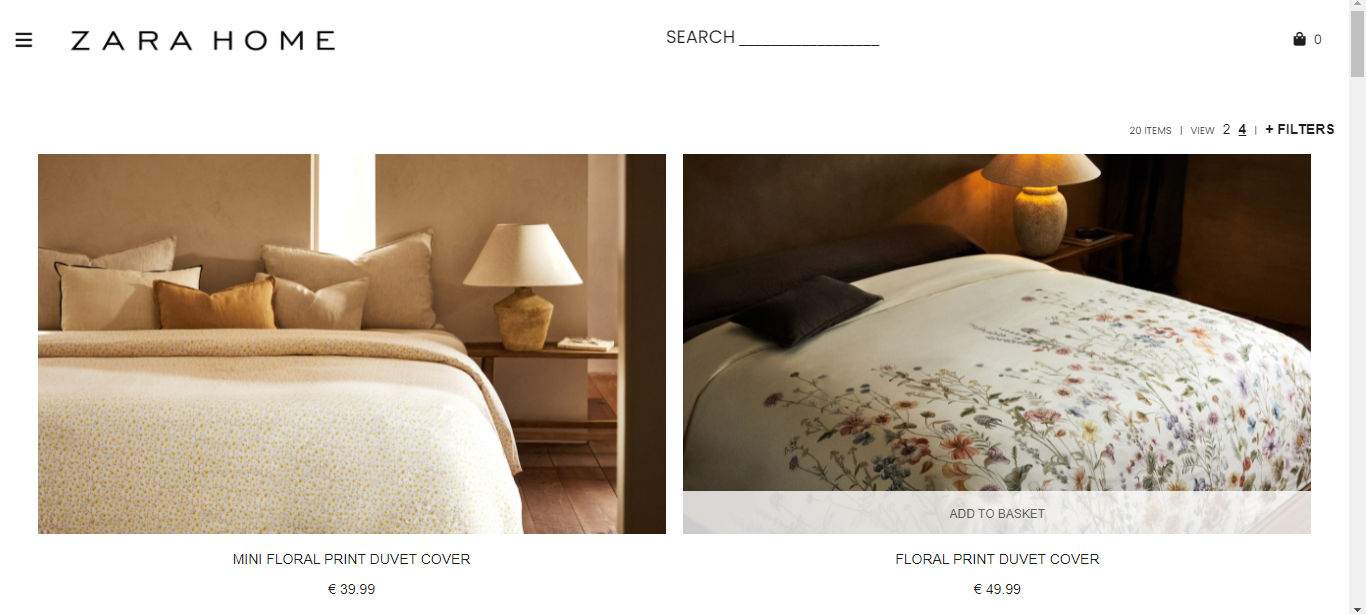 ZARA HOME
SEARCH __________________
0
20 ITEMS | VIEW 2 4 | + FILTERS
ADD TO BASKET
MINI FLORAL PRINT DUVET COVER
€ 39.99
FLORAL PRINT DUVET COVER
€ 49.99